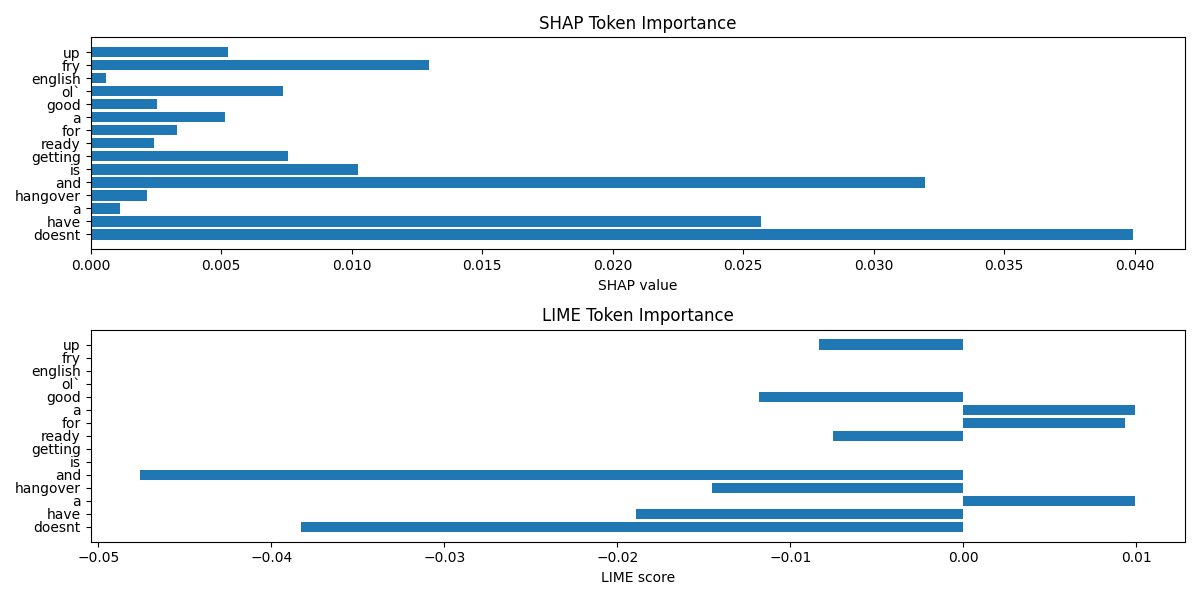 SHAP Token Importance
up
fry
english
ol`
good
a
for
ready
getting
is
and
hangover
a
have
doesnt
0.000 0.005 0.010 0.015 0.020 0.025 0.030 0.035 0.040
SHAP value
LIME Token Importance
up
fry
english
ol`
good
a
for
ready
getting
is
and
hangover
a
have
doesnt
−0.05 −0.04 −0.03 −0.02 −0.01 0.00 0.01
LIME score